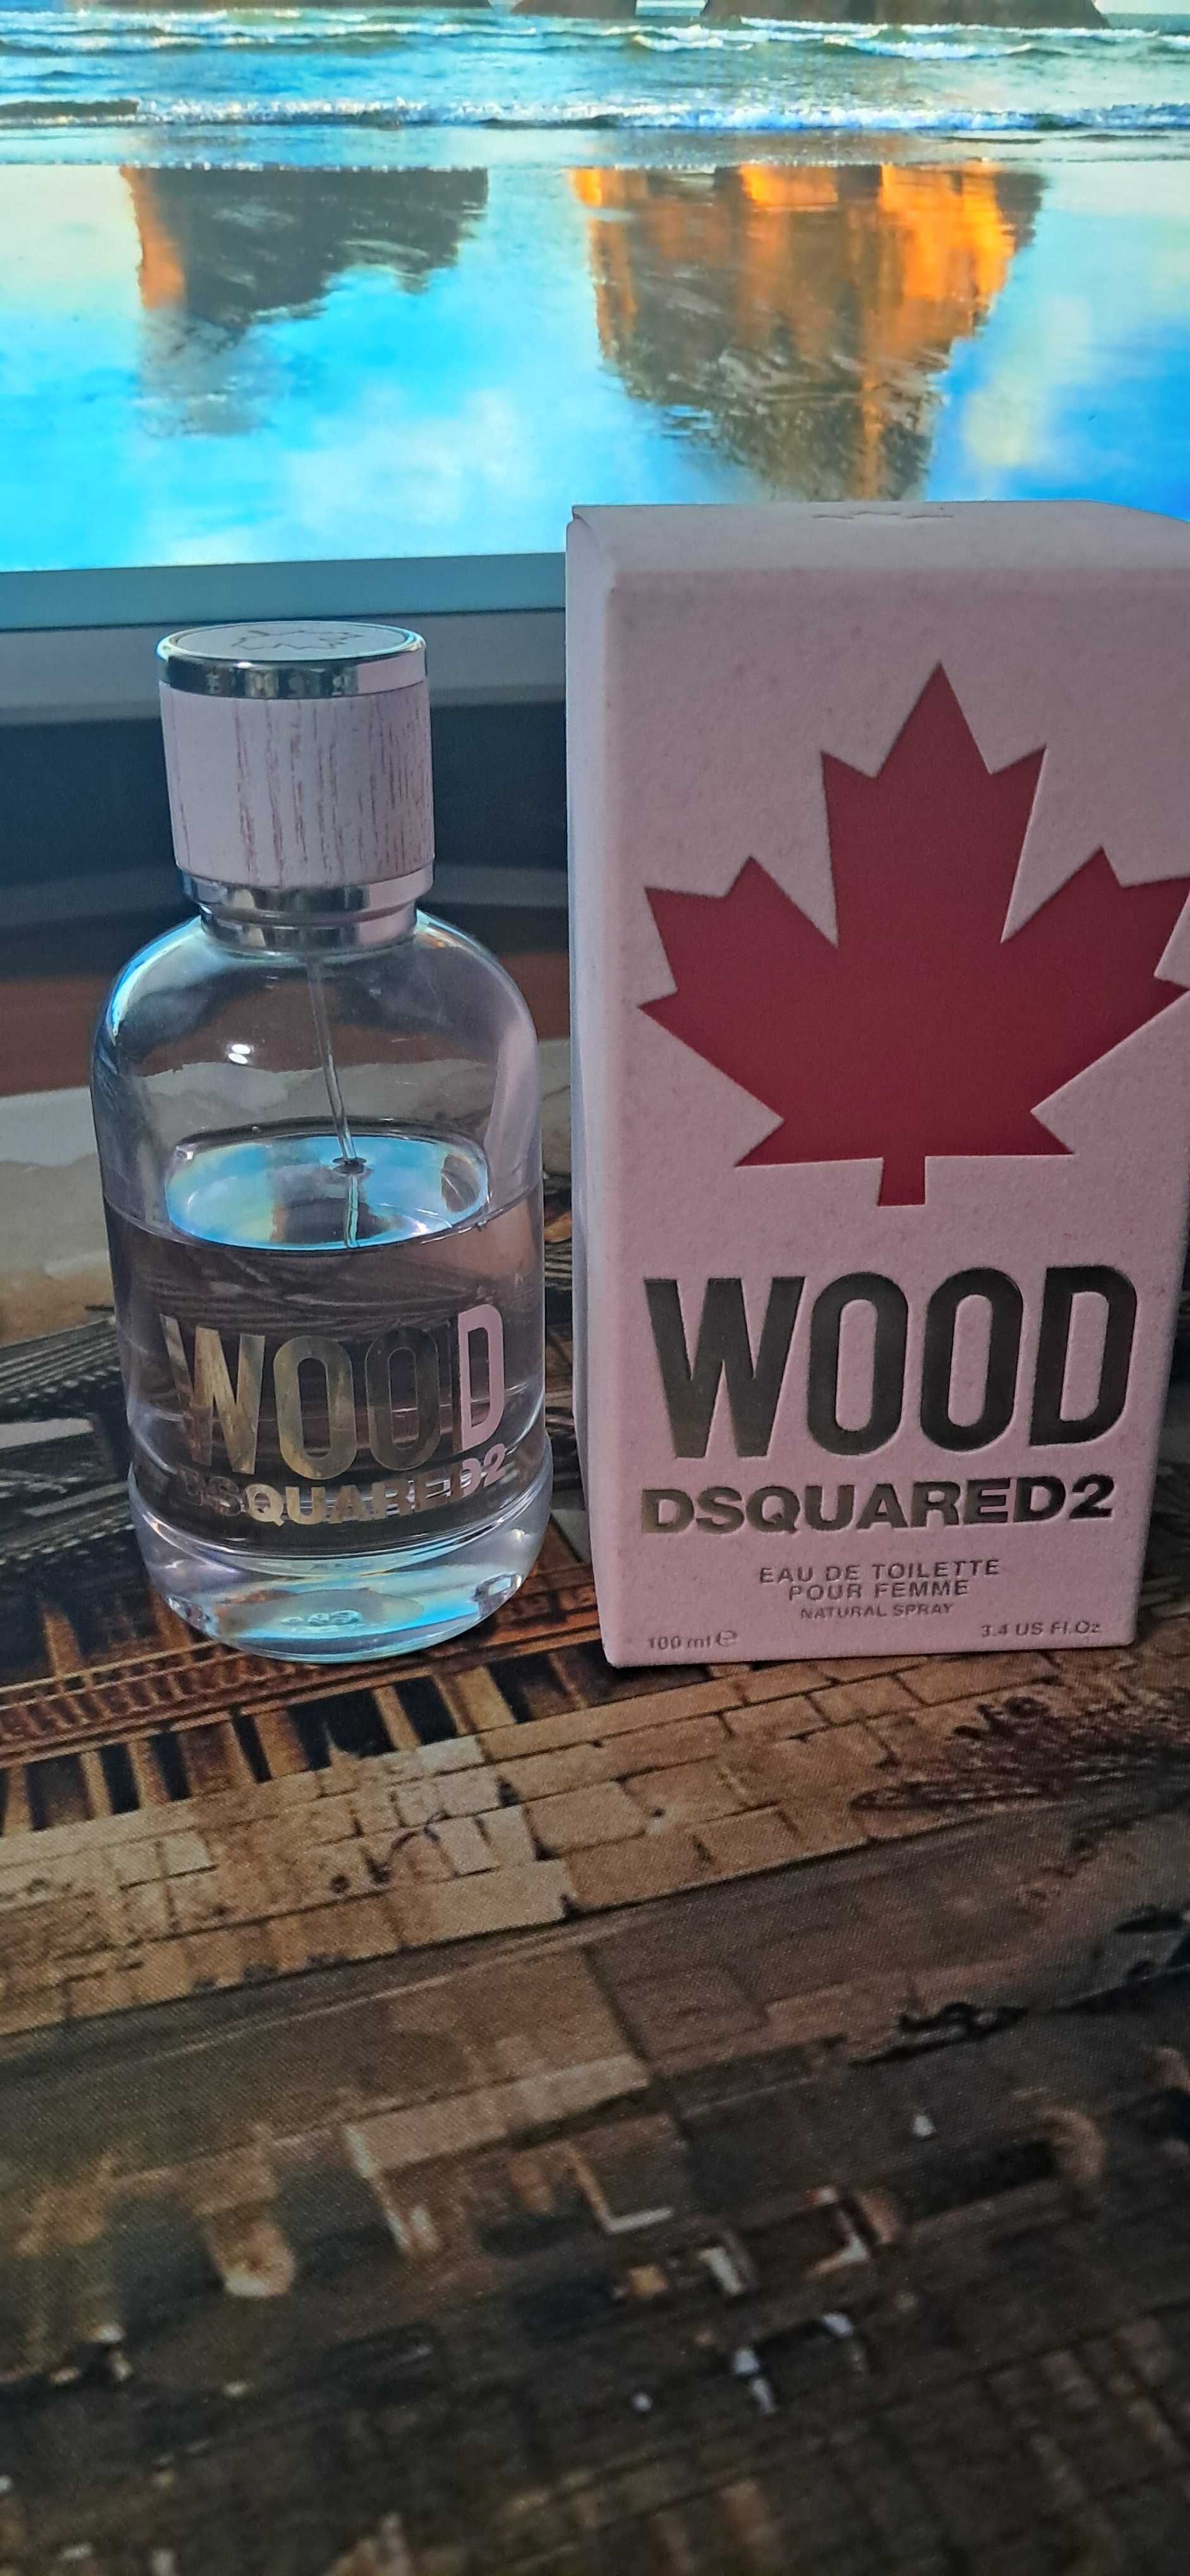 WOOD
DSQUARED2
WOOD
DSQUARED2
EAU DE TOILETTE
POUR FEMME
NATURAL SPRAY
100 ml ℮ 3.4 US Fl.Oz